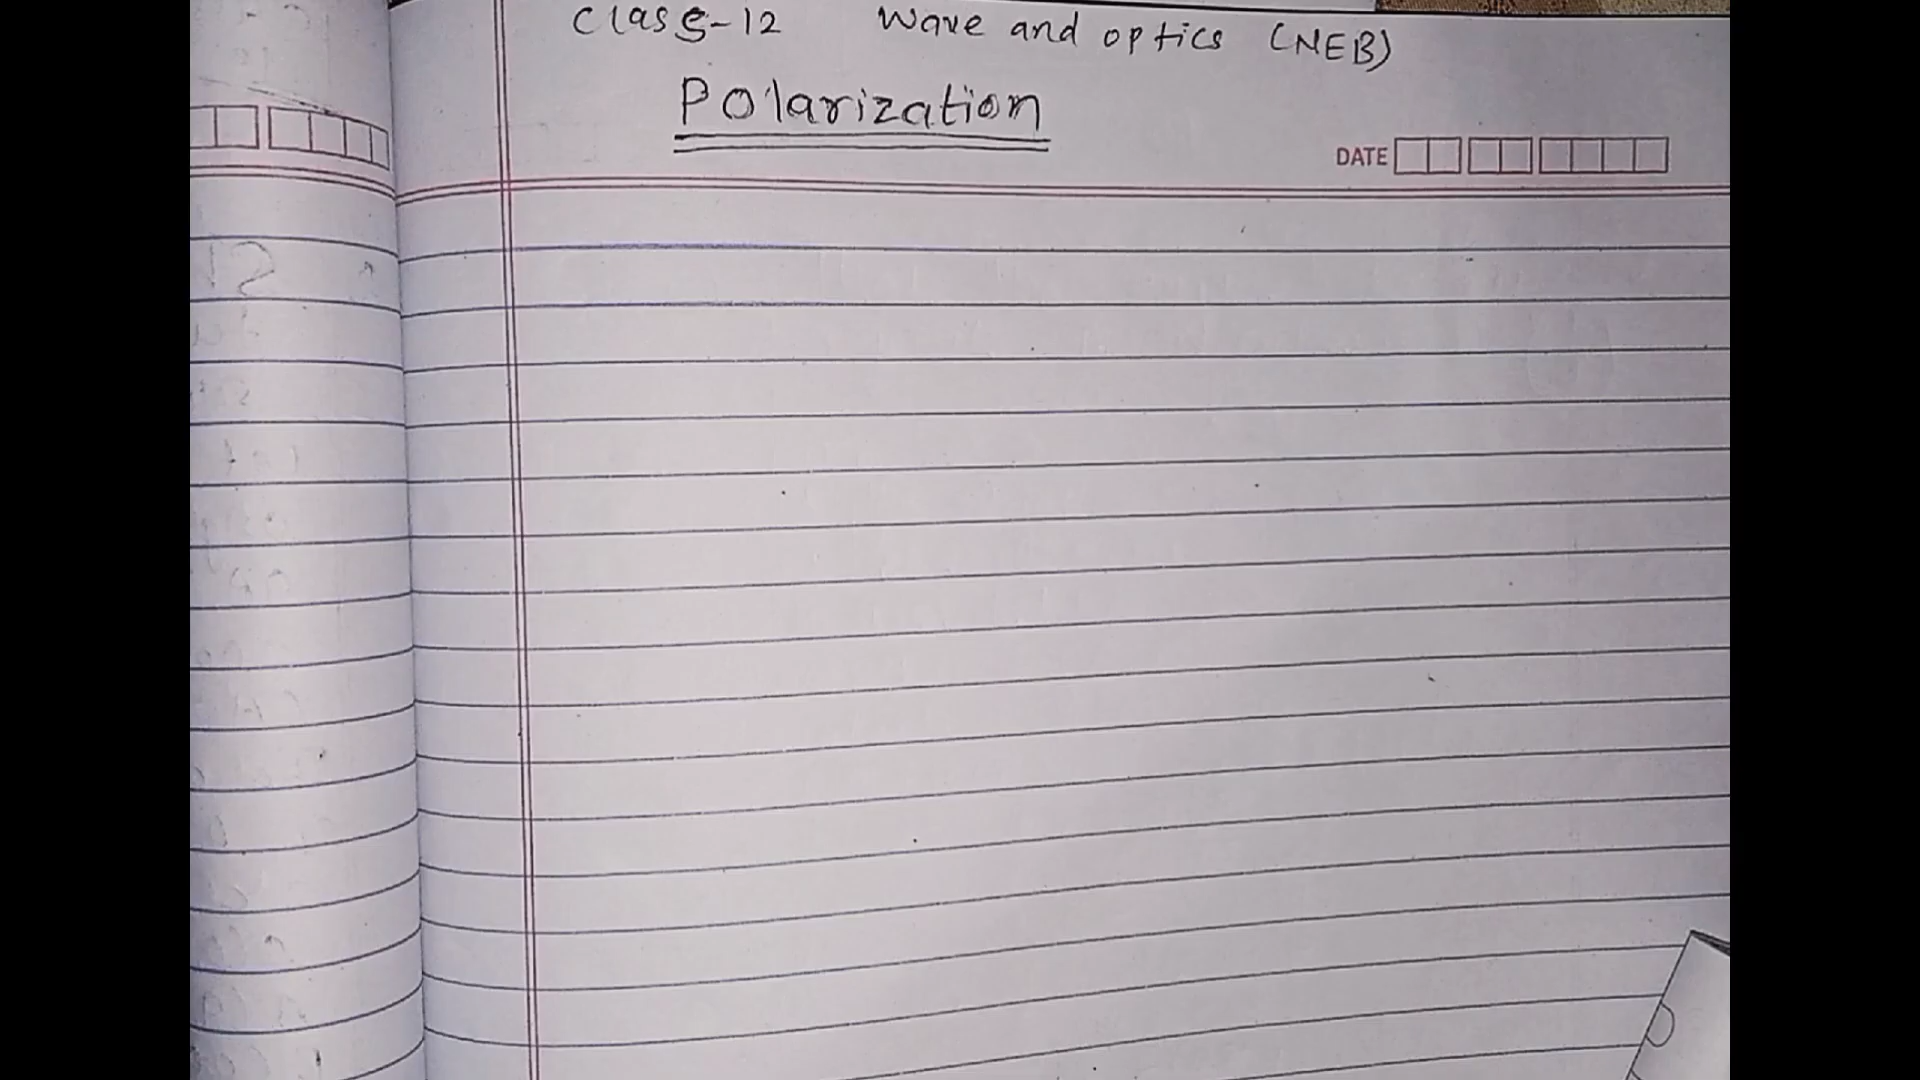 Class-12 Wave and optics (NEB)
Polarization
DATE